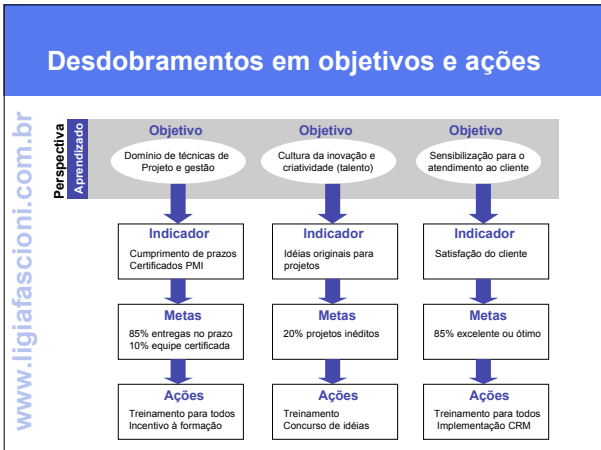 Desdobramentos em objetivos e ações
www.ligiafascioni.com.br
Perspectiva
Aprendizado
Objetivo
Domínio de técnicas de
Projeto e gestão
Indicador
Cumprimento de prazos
Certificados PMI
Metas
85% entregas no prazo
10% equipe certificada
Ações
Treinamento para todos
Incentivo à formação
Objetivo
Cultura da inovação e
criatividade (talento)
Indicador
Idéias originais para
projetos
Metas
20% projetos inéditos
Ações
Treinamento
Concurso de idéias
Objetivo
Sensibilização para o
atendimento ao cliente
Indicador
Satisfação do cliente
Metas
85% excelente ou ótimo
Ações
Treinamento para todos
Implementação CRM